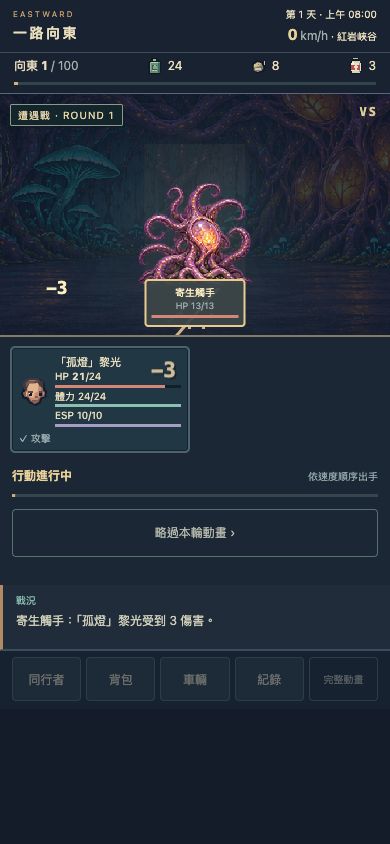 EASTWARD
一路向東
第 1 天 · 上午 08:00
0 km/h · 紅岩峽谷
向東 1 / 100
24
8
3
遭遇戰 · ROUND 1
VS
−3
寄生觸手
HP 13/13
「孤燈」黎光
HP 21/24
−3
體力 24/24
ESP 10/10
✓ 攻擊
行動進行中
依速度順序出手
略過本輪動畫 ›
戰況
寄生觸手：「孤燈」黎光受到 3 傷害。
同行者
背包
車輛
紀錄
完整動畫